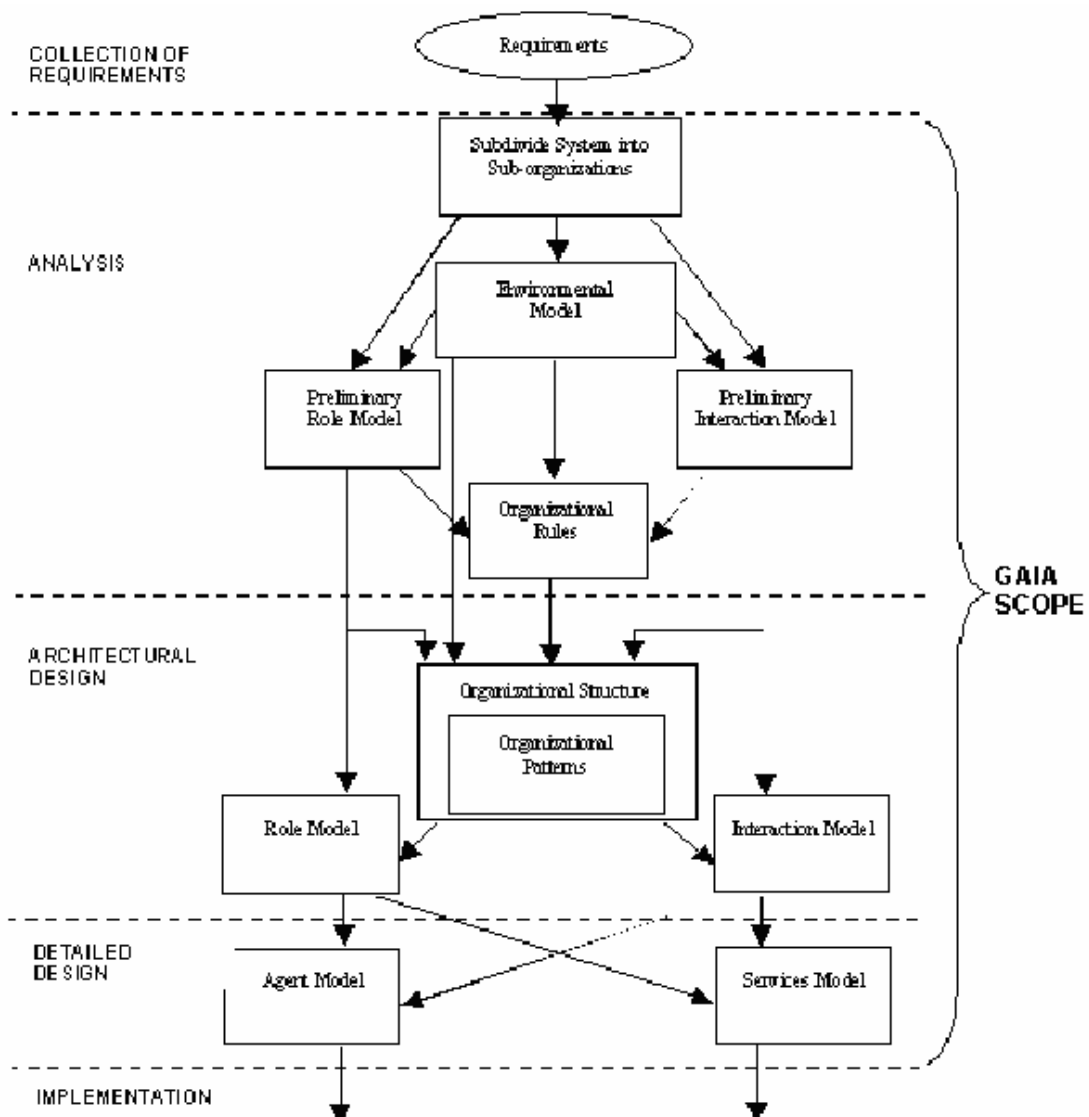 COLLECTION OF
REQUIREMENTS
Requirements
Subdivide System into
Sub-organizations
ANALYSIS
Environmental
Model
Preliminary
Role Model
Preliminary
Interaction Model
Organizational
Rules
GAIA
SCOPE
ARCHITECTURAL
DESIGN
Organizational Structure
Organizational
Patterns
Role Model
Interaction Model
DETAILED
DESIGN
Agent Model
Services Model
IMPLEMENTATION